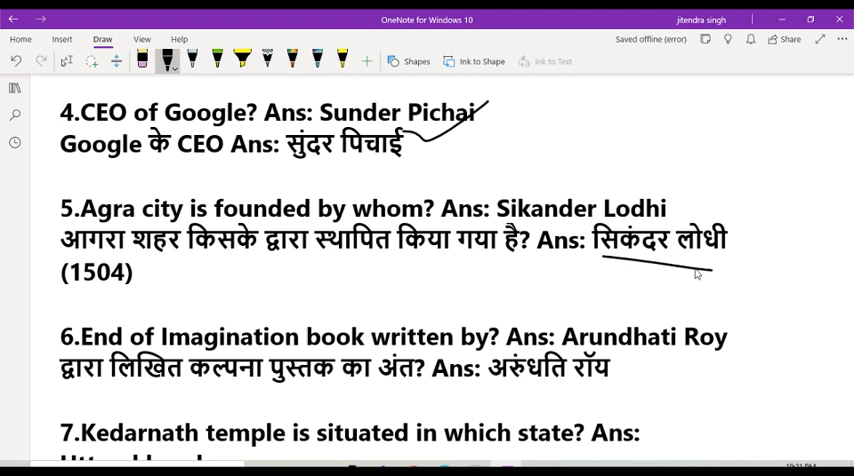 OneNote for Windows 10
jitendra singh
Home Insert Draw View Help
Saved offline (error) Share
Shapes Ink to Shape Ink to Text
4.CEO of Google? Ans: Sunder Pichai
Google के CEO Ans: सुंदर पिचाई
5.Agra city is founded by whom? Ans: Sikander Lodhi
आगरा शहर किसके द्वारा स्थापित किया गया है? Ans: सिकंदर लोधी
(1504)
6.End of Imagination book written by? Ans: Arundhati Roy
द्वारा लिखित कल्पना पुस्तक का अंत? Ans: अरुंधति रॉय
7.Kedarnath temple is situated in which state? Ans: